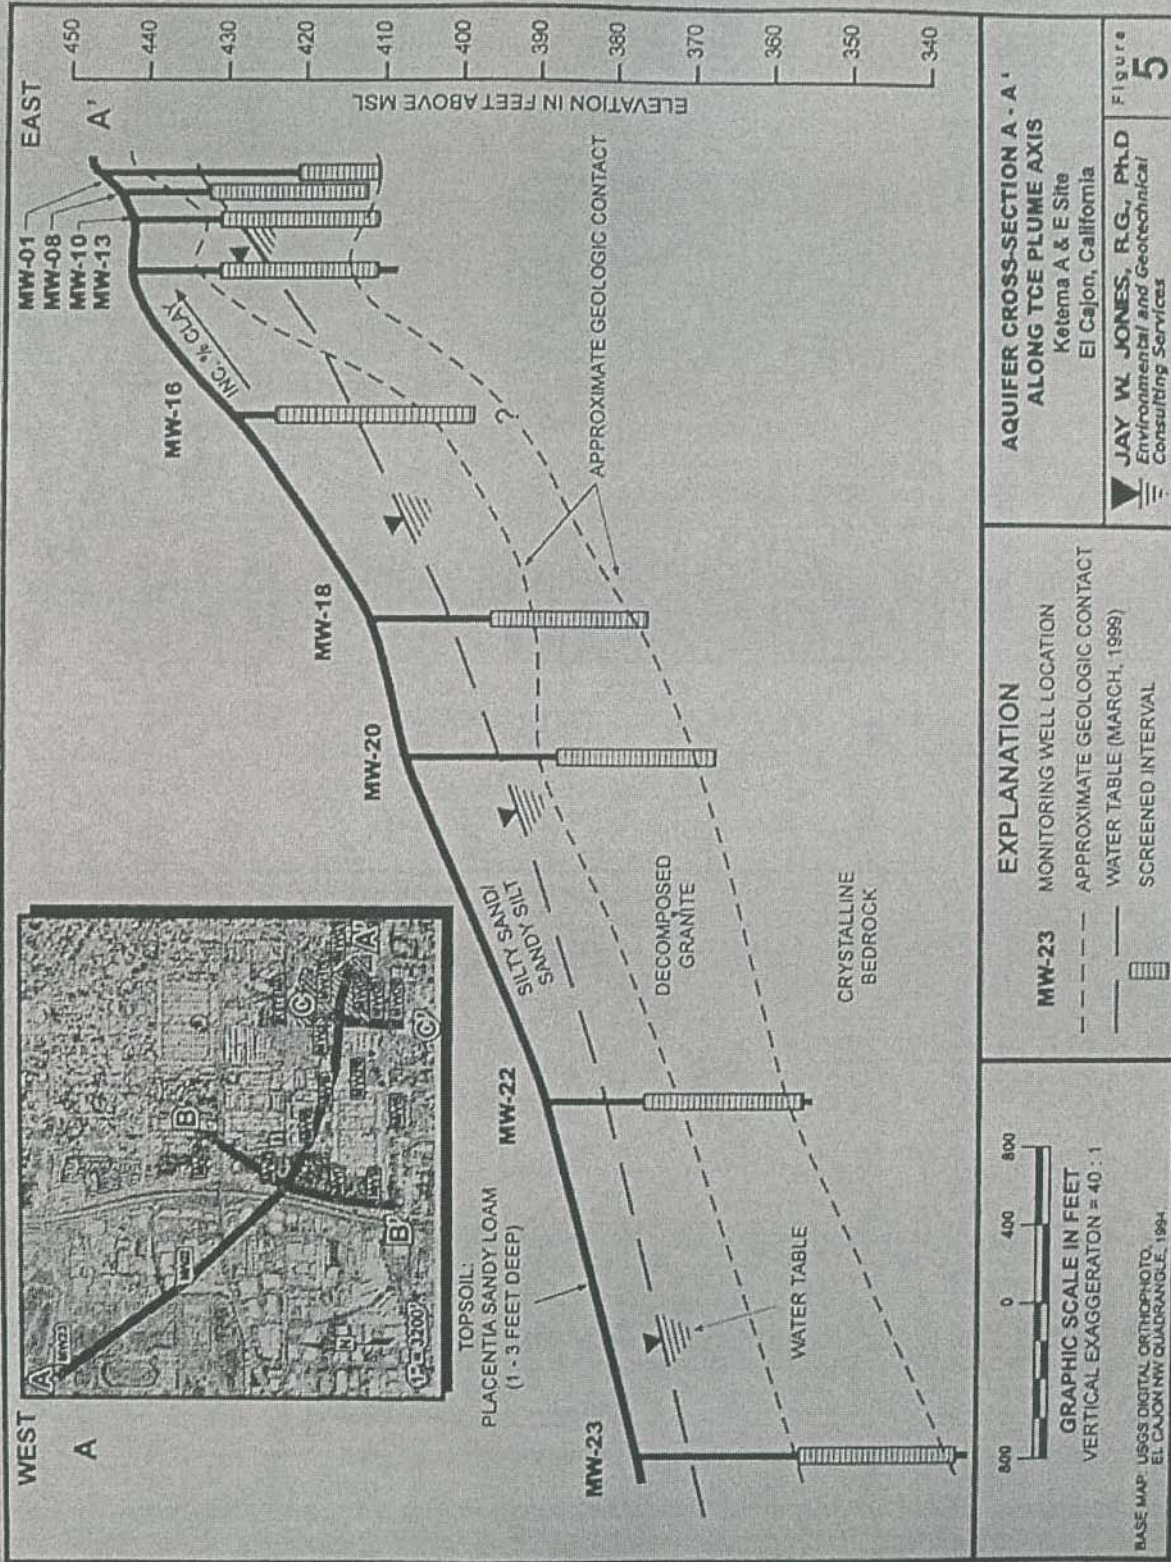 WEST
A
EAST
A'
MW-01
MW-08
MW-10
MW-13
MW-16
MW-18
MW-20
MW-22
MW-23
INC. % CLAY
450
440
430
420
410
400
390
380
370
360
350
340
ELEVATION IN FEET ABOVE MSL
A
MW23
B
B'
C
C'
A'
N
1" = 3200'
TOPSOIL:
PLACENTIA SANDY LOAM
(1 - 3 FEET DEEP)
SILTY SAND/
SANDY SILT
DECOMPOSED
GRANITE
CRYSTALLINE
BEDROCK
WATER TABLE
APPROXIMATE GEOLOGIC CONTACT
?
800 0 400 800
GRAPHIC SCALE IN FEET
VERTICAL EXAGGERATON = 40 : 1
BASE MAP: USGS DIGITAL ORTHOPHOTO,
EL CAJON NW QUADRANGLE, 1994
EXPLANATION
MW-23 MONITORING WELL LOCATION
APPROXIMATE GEOLOGIC CONTACT
WATER TABLE (MARCH, 1999)
SCREENED INTERVAL
AQUIFER CROSS-SECTION A - A'
ALONG TCE PLUME AXIS
Ketema A & E Site
El Cajon, California
JAY W. JONES, R.G., Ph.D
Environmental and Geotechnical
Consulting Services
Figure
5